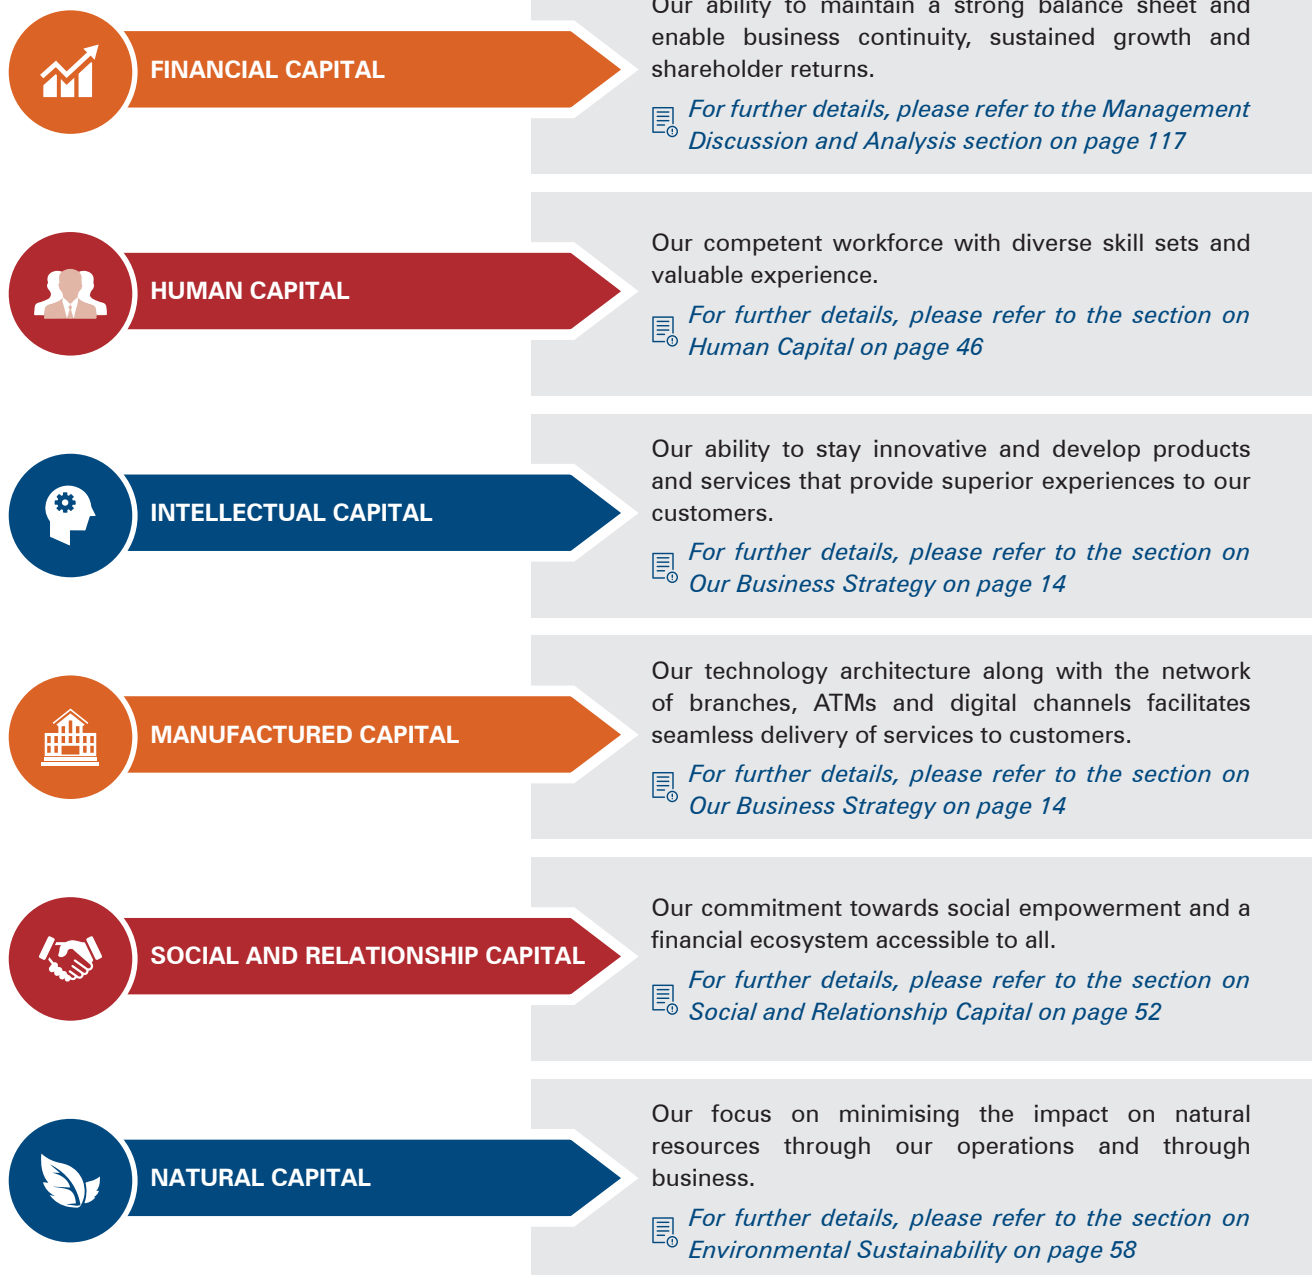 Our ability to maintain a strong balance sheet and
enable business continuity, sustained growth and
shareholder returns.
FINANCIAL CAPITAL
For further details, please refer to the Management
Discussion and Analysis section on page 117
Our competent workforce with diverse skill sets and
valuable experience.
HUMAN CAPITAL
For further details, please refer to the section on
Human Capital on page 46
Our ability to stay innovative and develop products
and services that provide superior experiences to our
customers.
INTELLECTUAL CAPITAL
For further details, please refer to the section on
Our Business Strategy on page 14
Our technology architecture along with the network
of branches, ATMs and digital channels facilitates
seamless delivery of services to customers.
MANUFACTURED CAPITAL
For further details, please refer to the section on
Our Business Strategy on page 14
Our commitment towards social empowerment and a
financial ecosystem accessible to all.
SOCIAL AND RELATIONSHIP CAPITAL
For further details, please refer to the section on
Social and Relationship Capital on page 52
Our focus on minimising the impact on natural
resources through our operations and through
business.
NATURAL CAPITAL
For further details, please refer to the section on
Environmental Sustainability on page 58